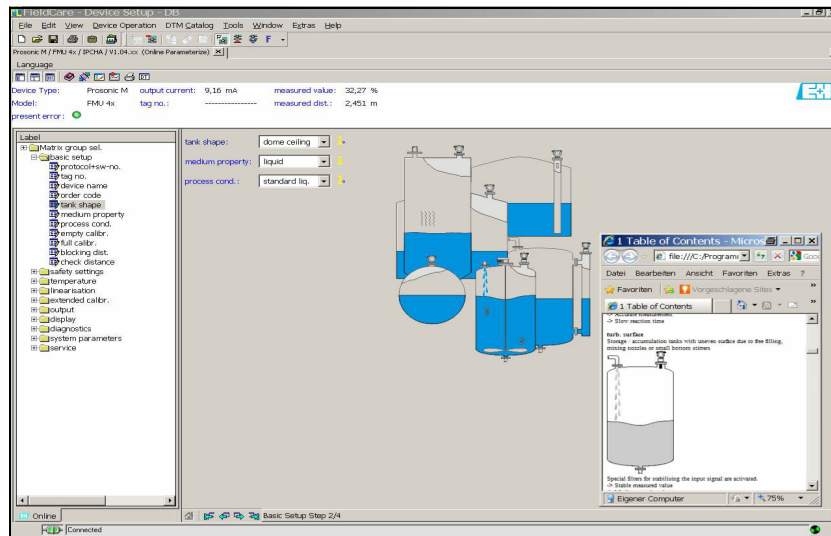 FieldCare - Device Setup - DB
File Edit View Device Operation DTM Catalog Tools Window Extras Help
Prosonic M / FMU 4x / IPCHA / V1.04.xx (Online Parameterize)
Language
Device Type: Prosonic M output current: 9,16 mA measured value: 32,27 %
Model: FMU 4x tag no.: ---------------- measured dist.: 2,451 m
present error:
E+H
Label
Matrix group sel.
basic setup
protocol+sw-no.
tag no.
device name
order code
tank shape
medium property
process cond.
empty calibr.
full calibr.
blocking dist.
check distance
safety settings
temperature
linearisation
extended calibr.
output
display
diagnostics
system parameters
service
tank shape: dome ceiling
medium property: liquid
process cond.: standard liq.
1 Table of Contents - Micros
file:///C:/Programi
Goo
Datei Bearbeiten Ansicht Favoriten Extras ?
Favoriten Vorgeschlagene Sites
1 Table of Contents
-> Accurate measurement
-> Slow reaction time
turb. surface
Storage / accumulation tanks with uneven surface due to free filling,
mixing nozzles or small bottom stirrers
Special filters for stabilising the input signal are activated.
-> Stable measured value
Eigener Computer 75%
Online
Basic Setup Step 2/4
Connected